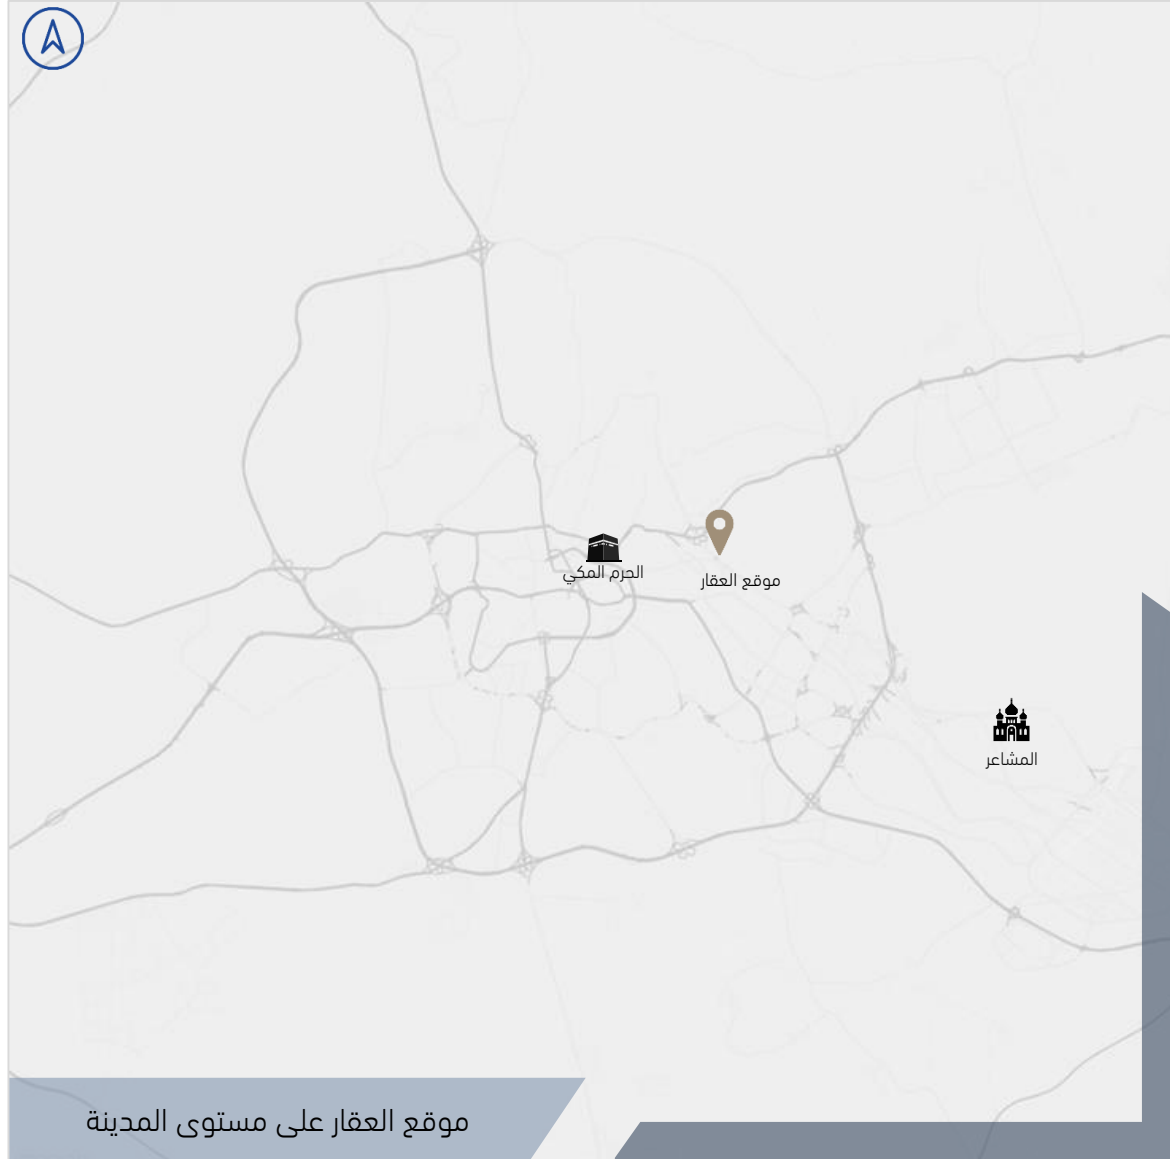 الحرم المكي
موقع العقار
المشاعر
موقع العقار على مستوى المدينة